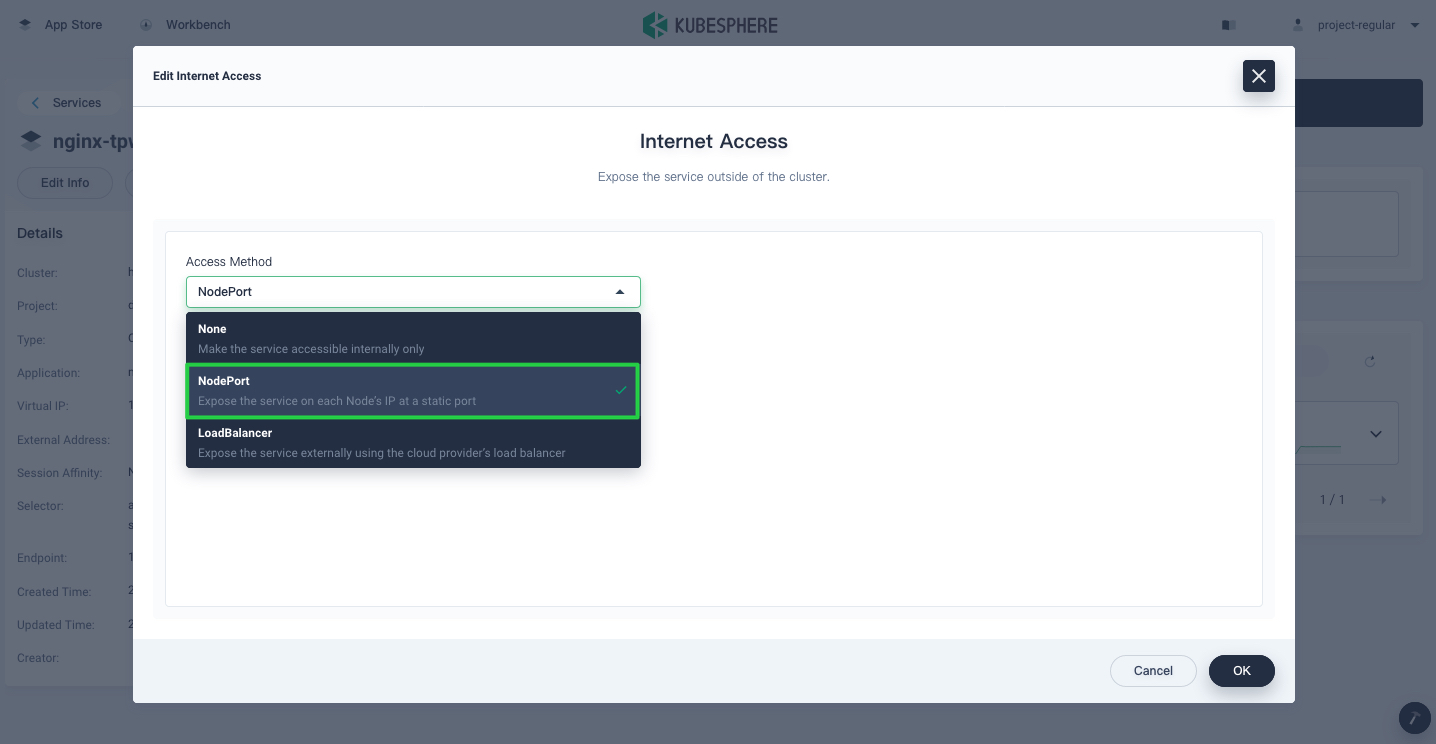 App Store
Workbench
KUBESPHERE
project-regular
Edit Internet Access
Services
nginx-tpw
Edit Info
Details
Cluster:
Project:
Type:
Application:
Virtual IP:
External Address:
Session Affinity:
Selector:
Endpoint:
Created Time:
Updated Time:
Creator:
Internet Access
Expose the service outside of the cluster.
Access Method
NodePort
None
Make the service accessible internally only
NodePort
Expose the service on each Node's IP at a static port
LoadBalancer
Expose the service externally using the cloud provider's load balancer
1 / 1
Cancel
OK